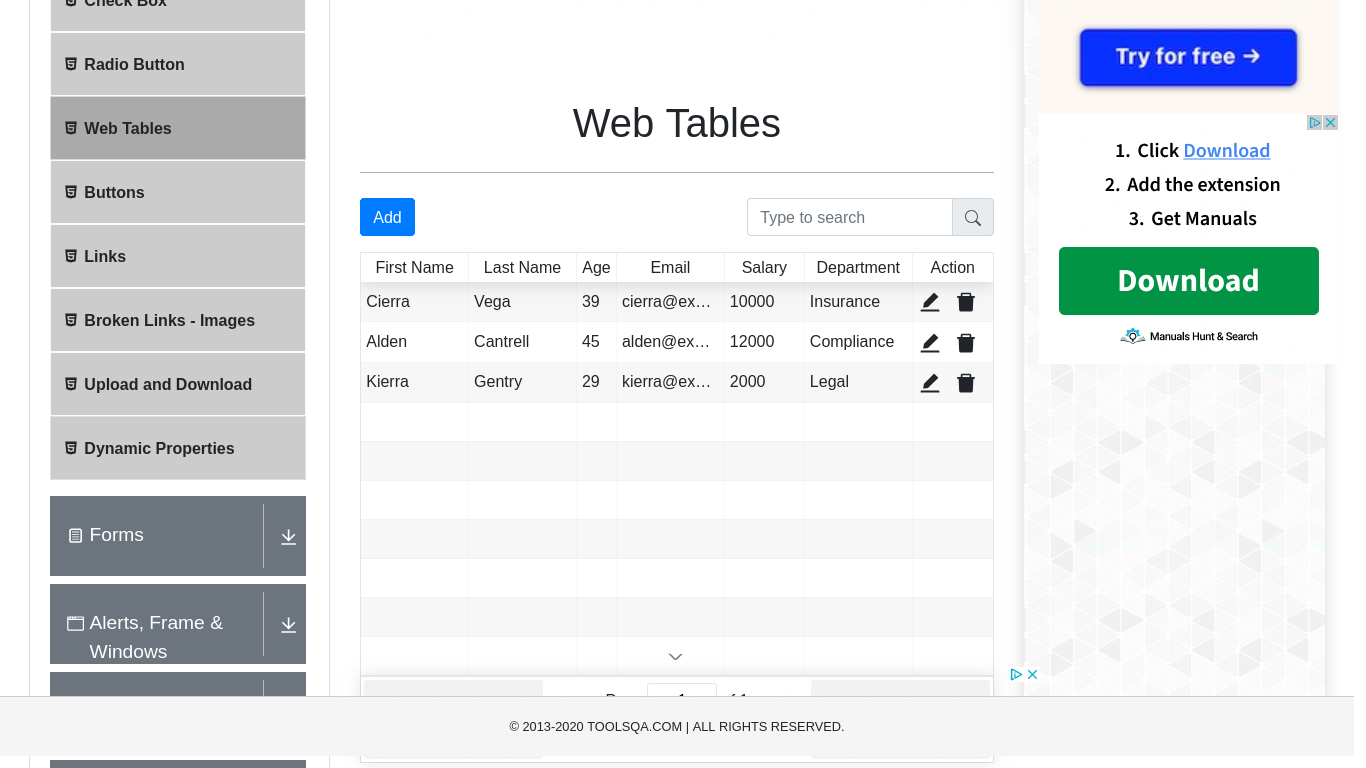 Check Box
Radio Button
Web Tables
Buttons
Links
Broken Links - Images
Upload and Download
Dynamic Properties
Forms
Alerts, Frame &
Windows
Web Tables
Add
Type to search
First Name Last Name Age Email Salary Department Action
Cierra Vega 39 cierra@ex… 10000 Insurance
Alden Cantrell 45 alden@ex… 12000 Compliance
Kierra Gentry 29 kierra@ex… 2000 Legal
Try for free →
1. Click Download
2. Add the extension
3. Get Manuals
Download
Manuals Hunt & Search
© 2013-2020 TOOLSQA.COM | ALL RIGHTS RESERVED.